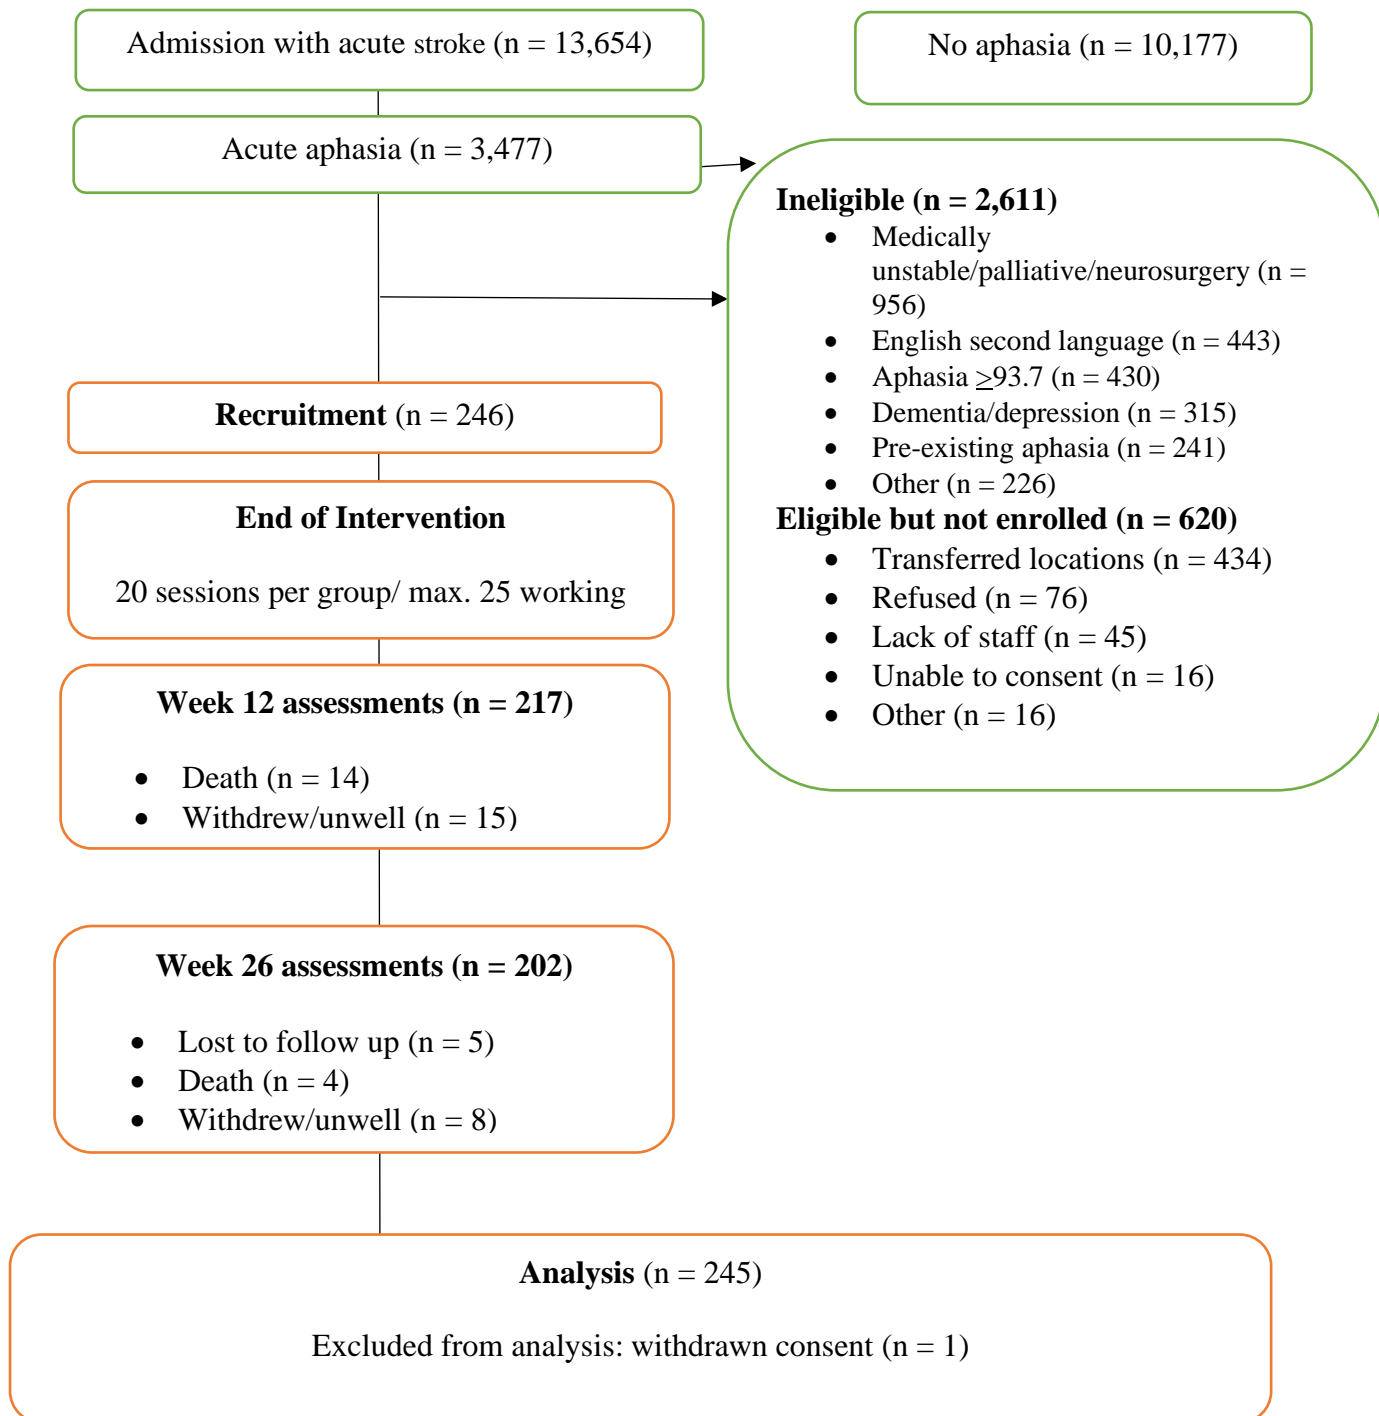 Admission with acute stroke (n = 13,654)
No aphasia (n = 10,177)
Acute aphasia (n = 3,477)
Ineligible (n = 2,611)
• Medically
unstable/palliative/neurosurgery (n =
956)
• English second language (n = 443)
• Aphasia ≥93.7 (n = 430)
• Dementia/depression (n = 315)
• Pre-existing aphasia (n = 241)
• Other (n = 226)
Eligible but not enrolled (n = 620)
• Transferred locations (n = 434)
• Refused (n = 76)
• Lack of staff (n = 45)
• Unable to consent (n = 16)
• Other (n = 16)
Recruitment (n = 246)
End of Intervention
20 sessions per group/ max. 25 working
Week 12 assessments (n = 217)
• Death (n = 14)
• Withdrew/unwell (n = 15)
Week 26 assessments (n = 202)
• Lost to follow up (n = 5)
• Death (n = 4)
• Withdrew/unwell (n = 8)
Analysis (n = 245)
Excluded from analysis: withdrawn consent (n = 1)